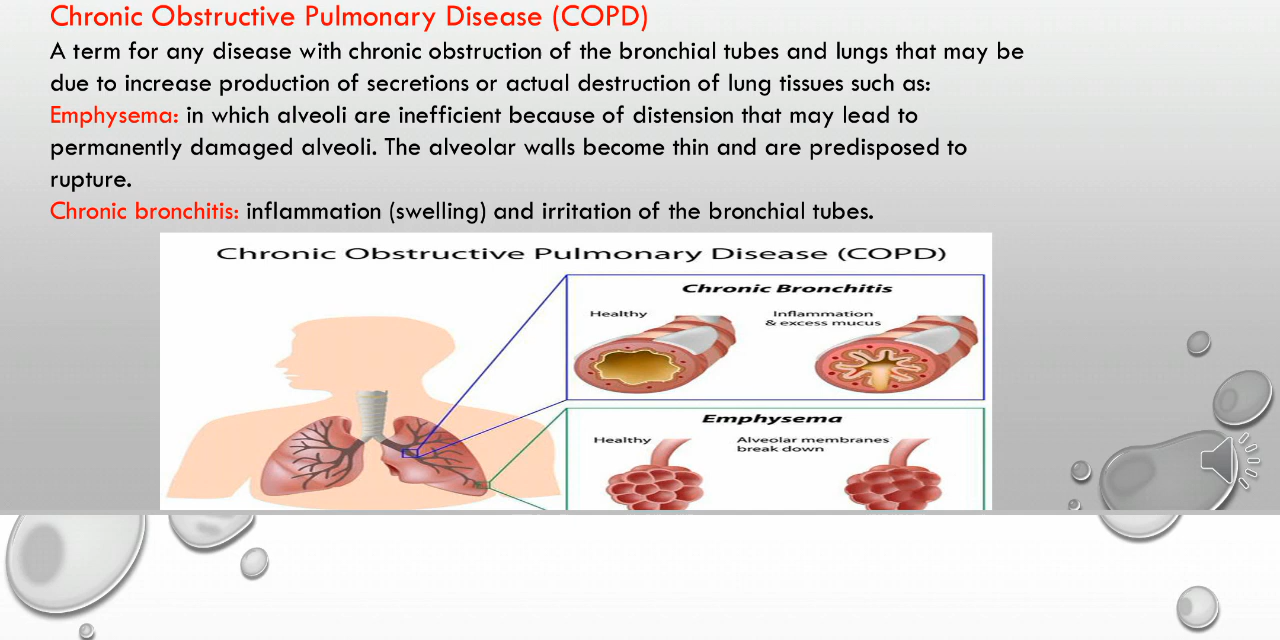 Chronic Obstructive Pulmonary Disease (COPD)
A term for any disease with chronic obstruction of the bronchial tubes and lungs that may be
due to increase production of secretions or actual destruction of lung tissues such as:
Emphysema: in which alveoli are inefficient because of distension that may lead to
permanently damaged alveoli. The alveolar walls become thin and are predisposed to
rupture.
Chronic bronchitis: inflammation (swelling) and irritation of the bronchial tubes.
Chronic Obstructive Pulmonary Disease (COPD)
Chronic Bronchitis
Healthy
Inflammation
& excess mucus
Emphysema
Healthy
Alveolar membranes
break down